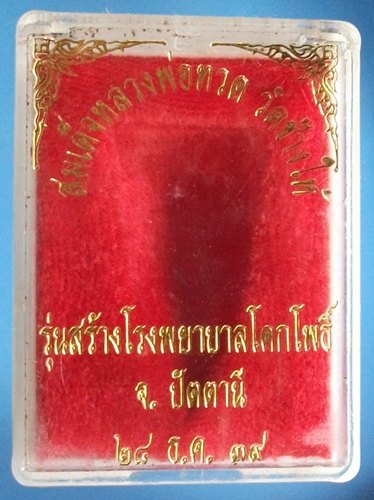 สมเด็จหลวงพ่อทวด วัดช้างให้
รุ่นสร้างโรงพยาบาลโคกโพธิ์
จ. ปัตตานี
๒๔ ธ.ค. ๓๙